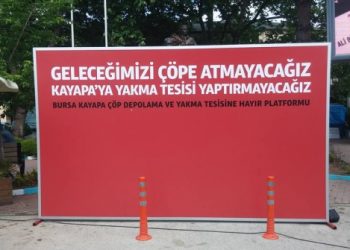 GELECEĞİMİZİ ÇÖPE ATMAYACAĞIZ
KAYAPA'YA YAKMA TESİSİ YAPTIRMAYACAĞIZ
BURSA KAYAPA ÇÖP DEPOLAMA VE YAKMA TESİSİNE HAYIR PLATFORMU
ALİ